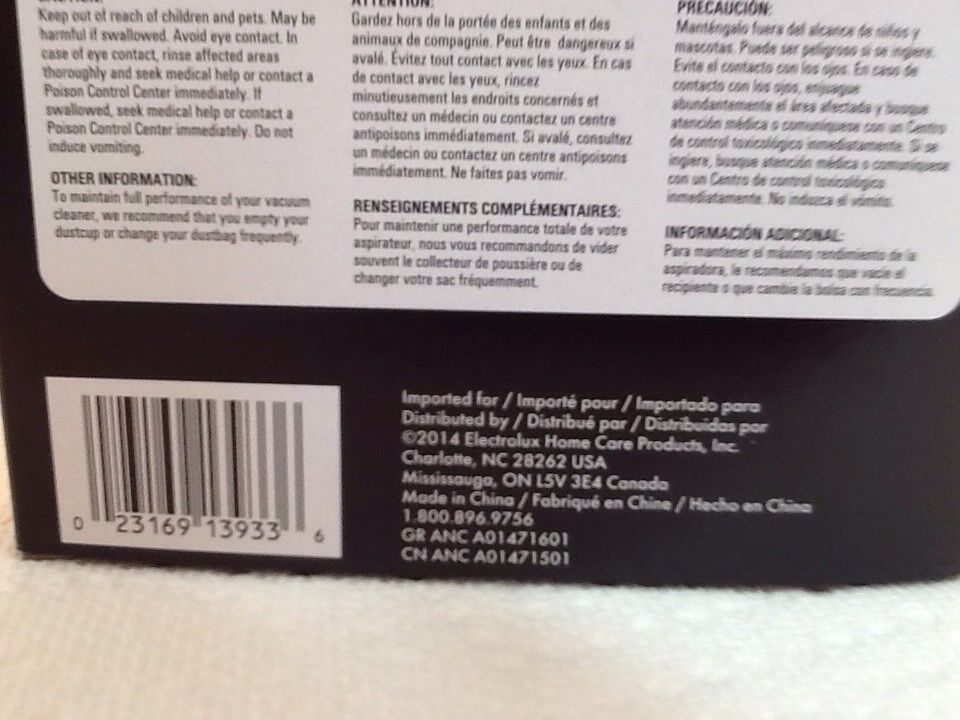 Keep out of reach of children and pets. May be
harmful if swallowed. Avoid eye contact. In
case of eye contact, rinse affected areas
thoroughly and seek medical help or contact a
Poison Control Center immediately. If
swallowed, seek medical help or contact a
Poison Control Center immediately. Do not
induce vomiting.
OTHER INFORMATION:
To maintain full performance of your vacuum
cleaner, we recommend that you empty your
dustcup or change your dustbag frequently.
ATTENTION:
Gardez hors de la portée des enfants et des
animaux de compagnie. Peut être dangereux si
avalé. Évitez tout contact avec les yeux. En cas
de contact avec les yeux, rincez
minutieusement les endroits concernés et
consultez un médecin ou contactez un centre
antipoisons immédiatement. Si avalé, consultez
un médecin ou contactez un centre antipoisons
immédiatement. Ne faites pas vomir.
RENSEIGNEMENTS COMPLÉMENTAIRES:
Pour maintenir une performance totale de votre
aspirateur, nous vous recommandons de vider
souvent le collecteur de poussière ou de
changer votre sac fréquemment.
PRECAUCIÓN:
Manténgalo fuera del alcance de niños y
mascotas. Puede ser peligroso si se ingiere.
Evite el contacto con los ojos. En caso de
contacto con los ojos, enjuague
abundantemente el área afectada y busque
atención médica o comuníquese con un Centro
de control toxicológico inmediatamente. Si se
ingiere, busque atención médica o comuníquese
con un Centro de control toxicológico
inmediatamente. No induzca el vómito.
INFORMACIÓN ADICIONAL:
Para mantener el máximo rendimiento de la
aspiradora, le recomendamos que vacíe el
recipiente o que cambie la bolsa con frecuencia.
0 23169 13933 6
Imported for / Importé pour / Importado para
Distributed by / Distribué par / Distribuidas por
©2014 Electrolux Home Care Products, Inc.
Charlotte, NC 28262 USA
Mississauga, ON L5V 3E4 Canada
Made in China / Fabriqué en Chine / Hecho en China
1.800.896.9756
GR ANC A01471601
CN ANC A01471501